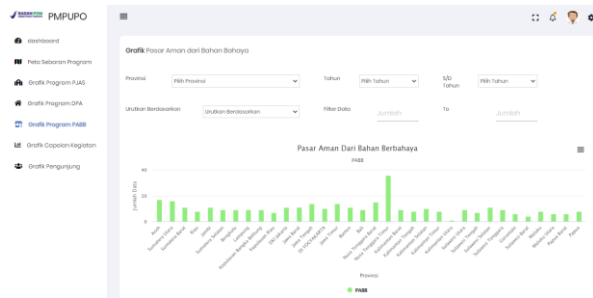 BADAN POM PMPUPO
dashboard
Peta Sebaran Program
Grafik Program PJAS
Grafik Program DPA
Grafik Program PABB
Grafik Capaian Kegiatan
Grafik Pengunjung
Grafik Pasar Aman dari Bahan Bahaya
Provinsi Pilih Provinsi Tahun Pilih Tahun S/D Tahun Pilih Tahun
Urutkan Berdasarkan Urutkan Berdasarkan Filter Data Jumlah To Jumlah
Pasar Aman Dari Bahan Berbahaya
PABB
Jumlah Data
40
20
0
Aceh
Sumatera Utara
Sumatera Barat
Riau
Jambi
Sumatera Selatan
Bengkulu
Lampung
Kepulauan Bangka Belitung
Kepulauan Riau
DKI Jakarta
Jawa Barat
Jawa Tengah
DI YOGYAKARTA
Jawa Timur
Banten
Bali
Nusa Tenggara Barat
Nusa Tenggara Timur
Kalimantan Barat
Kalimantan Tengah
Kalimantan Selatan
Kalimantan Timur
Kalimantan Utara
Sulawesi Utara
Sulawesi Tengah
Sulawesi Selatan
Sulawesi Tenggara
Gorontalo
Sulawesi Barat
Maluku
Maluku Utara
Papua Barat
Papua
Provinsi
PABB